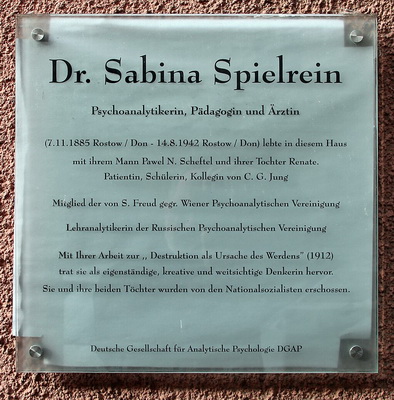 Dr. Sabina Spielrein
Psychoanalytikerin, Pädagogin und Ärztin
(7.11.1885 Rostow / Don - 14.8.1942 Rostow / Don) lebte in diesem Haus
mit ihrem Mann Pawel N. Scheftel und ihrer Tochter Renate.
Patientin, Schülerin, Kollegin von C. G. Jung
Mitglied der von S. Freud gegr. Wiener Psychoanalytischen Vereinigung
Lehranalytikerin der Russischen Psychoanalytischen Vereinigung
Mit Ihrer Arbeit zur ,, Destruktion als Ursache des Werdens" (1912)
trat sie als eigenständige, kreative und weitsichtige Denkerin hervor.
Sie und ihre beiden Töchter wurden von den Nationalsozialisten erschossen.
Deutsche Gesellschaft für Analytische Psychologie DGAP